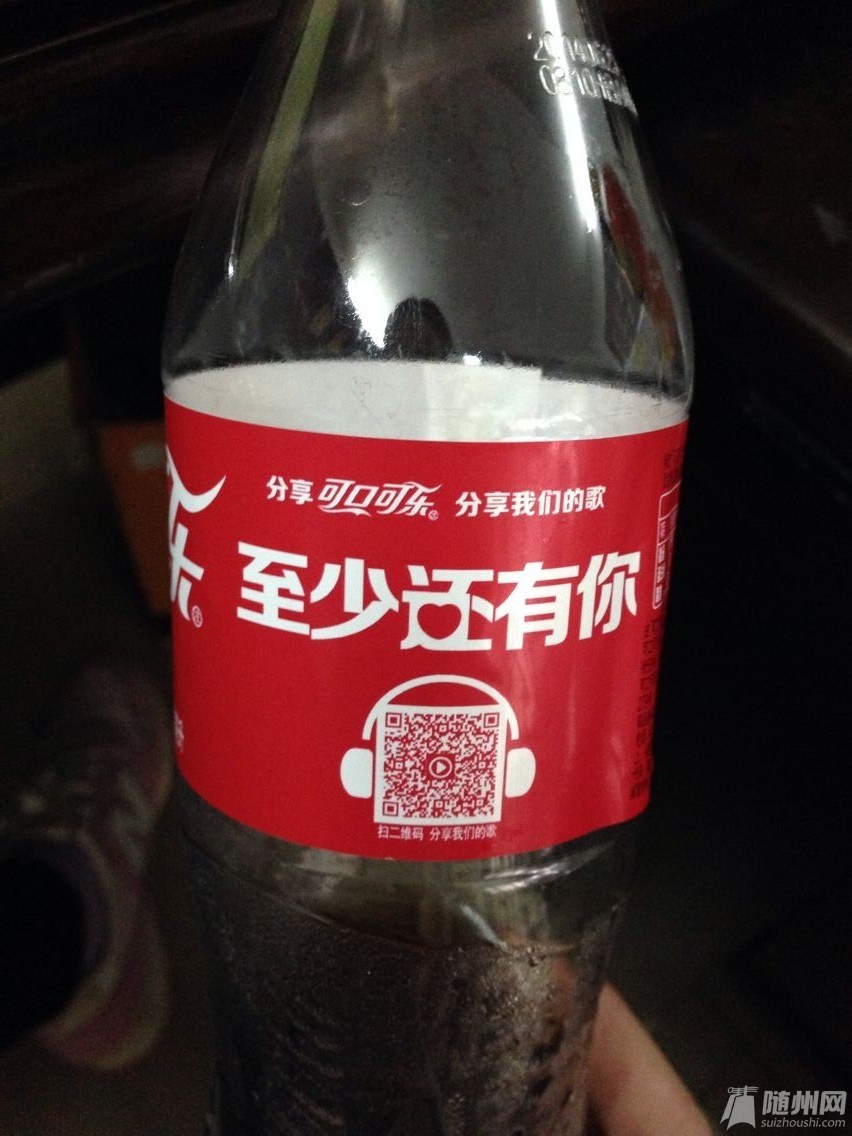 分享可口可乐 分享我们的歌
至少还有你
扫二维码 分享我们的歌
随州网
suizhoushi.com